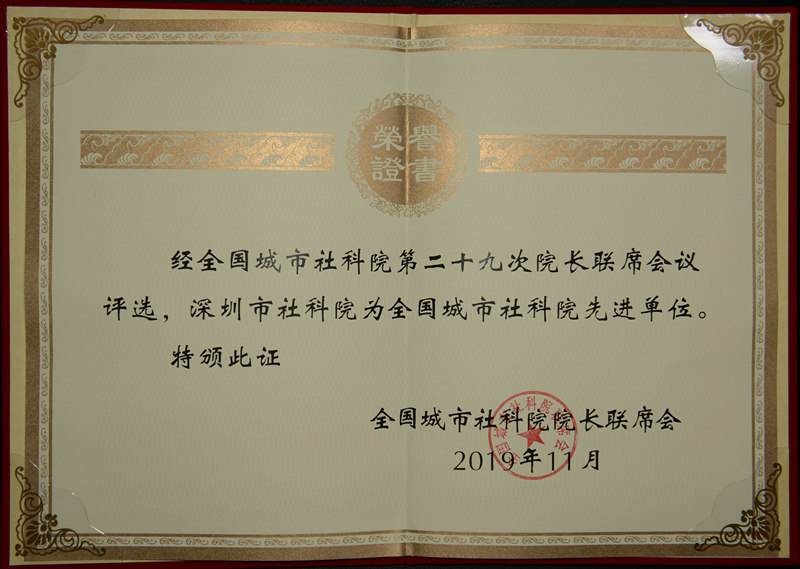 榮譽
證書
经全国城市社科院第二十九次院长联席会议
评选，深圳市社科院为全国城市社科院先进单位。
特颁此证
全国城市社科院院长联席会
2019年11月